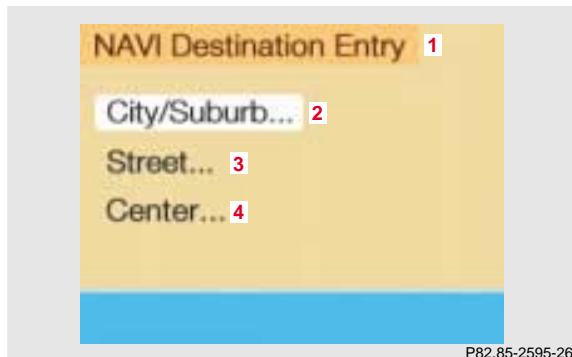 NAVI Destination Entry 1
City/Suburb... 2
Street... 3
Center... 4
P82.85-2595-26